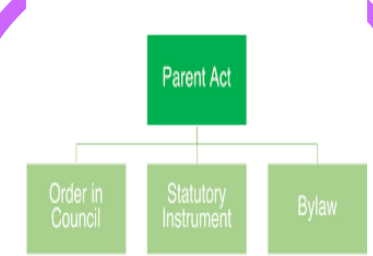 Parent Act
Order in
Council
Statutory
Instrument
Bylaw